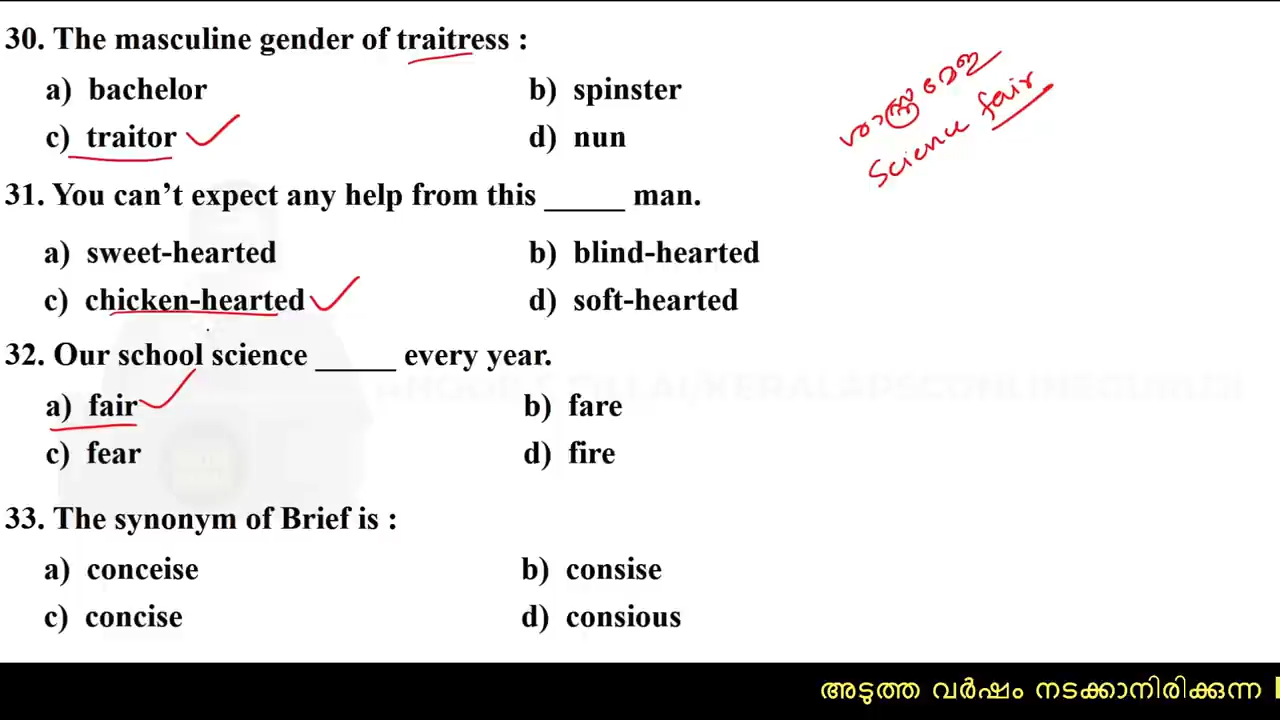 30. The masculine gender of traitress :
a) bachelor b) spinster
c) traitor d) nun
ശാസ്ത്ര മേള
Science fair
31. You can’t expect any help from this _____ man.
a) sweet-hearted b) blind-hearted
c) chicken-hearted d) soft-hearted
32. Our school science _____ every year.
a) fair b) fare
c) fear d) fire
33. The synonym of Brief is :
a) conceise b) consise
c) concise d) consious
അടുത്ത വർഷം നടക്കാനിരിക്കുന്ന